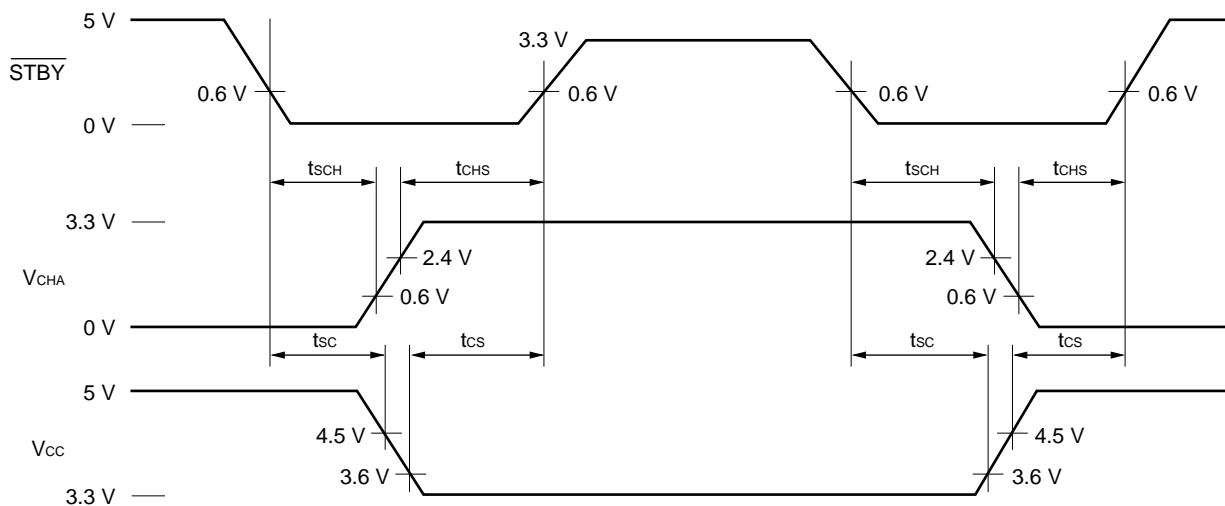 5 V
3.3 V
STBY
0.6 V
0.6 V
0.6 V
0.6 V
0 V
tSCH
tCHS
tSCH
tCHS
3.3 V
2.4 V
2.4 V
VCHA
0.6 V
0.6 V
0 V
tSC
tCS
tSC
tCS
5 V
4.5 V
4.5 V
VCC
3.6 V
3.6 V
3.3 V